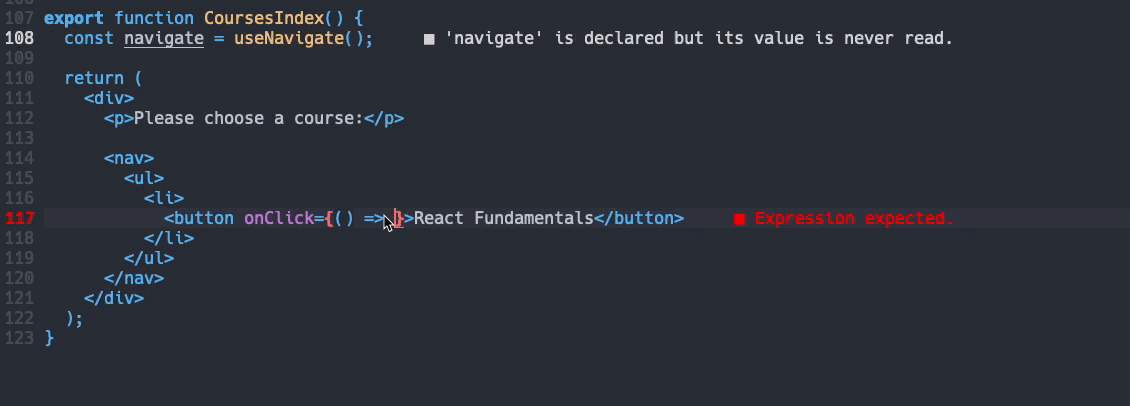 107 export function CoursesIndex() {
108 const navigate = useNavigate(); ■ 'navigate' is declared but its value is never read.
109
110 return (
111 <div>
112 <p>Please choose a course:</p>
113
114 <nav>
115 <ul>
116 <li>
117 <button onClick={() => }>React Fundamentals</button> ■ Expression expected.
118 </li>
119 </ul>
120 </nav>
121 </div>
122 );
123 }